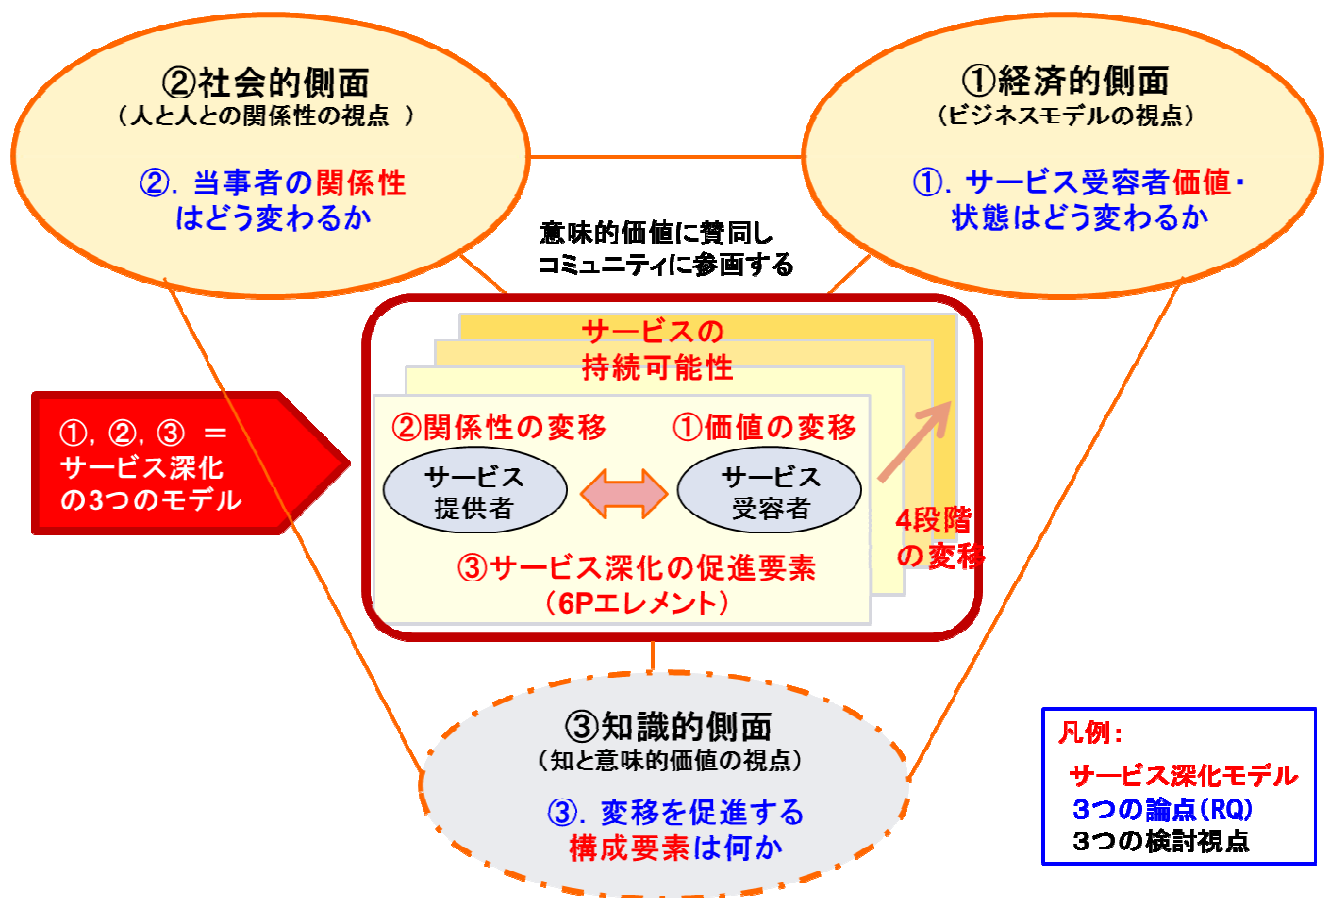 ②社会的側面
（人と人との関係性の視点 ）
②．当事者の関係性
はどう変わるか
①経済的側面
（ビジネスモデルの視点）
①．サービス受容者価値・
状態はどう変わるか
意味的価値に賛同し
コミュニティに参画する
サービスの
持続可能性
①，②，③ ＝
サービス深化
の3つのモデル
②関係性の変移
①価値の変移
サービス
提供者
サービス
受容者
4段階
の変移
③サービス深化の促進要素
（6Pエレメント）
③知識的側面
（知と意味的価値の視点）
③．変移を促進する
構成要素は何か
凡例：
サービス深化モデル
３つの論点（RQ）
３つの検討視点